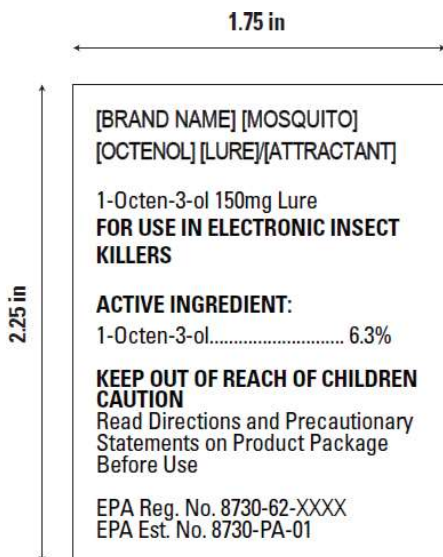 1.75 in
2.25 in
[BRAND NAME] [MOSQUITO]
[OCTENOL] [LURE]/[ATTRACTANT]
1-Octen-3-ol 150mg Lure
FOR USE IN ELECTRONIC INSECT
KILLERS
ACTIVE INGREDIENT:
1-Octen-3-ol............................ 6.3%
KEEP OUT OF REACH OF CHILDREN
CAUTION
Read Directions and Precautionary
Statements on Product Package
Before Use
EPA Reg. No. 8730-62-XXXX
EPA Est. No. 8730-PA-01